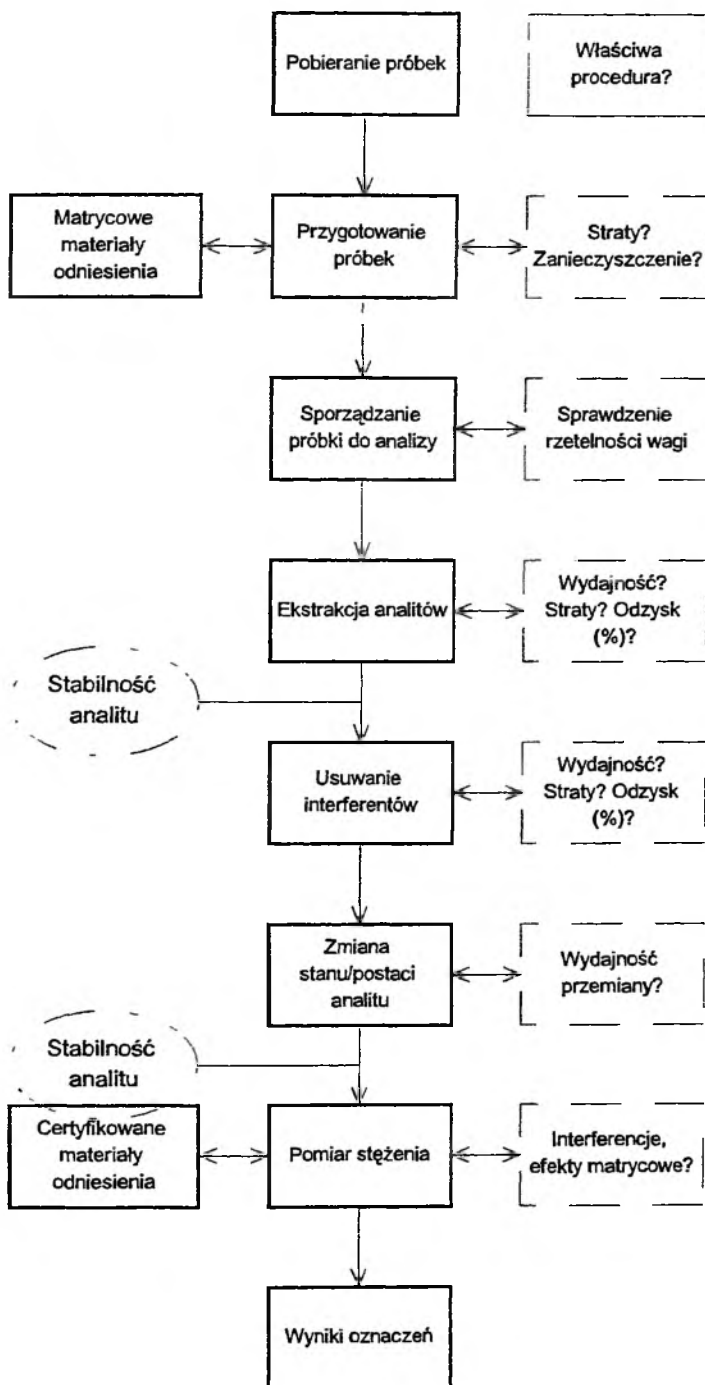 Pobieranie próbek
Właściwa
procedura?
Matrycowe
materiały
odniesienia
Przygotowanie
próbek
Straty?
Zanieczyszczenie?
Sporządzanie
próbki do analizy
Sprawdzenie
rzetelności wagi
Ekstrakcja analitów
Wydajność?
Straty? Odzysk
(%)?
Stabilność
analitu
Usuwanie
interferentów
Wydajność?
Straty? Odzysk
(%)?
Zmiana
stanu/postaci
analitu
Wydajność
przemiany?
Stabilność
analitu
Certyfikowane
materiały
odniesienia
Pomiar stężenia
Interferencje,
efekty matrycowe?
Wyniki oznaczeń